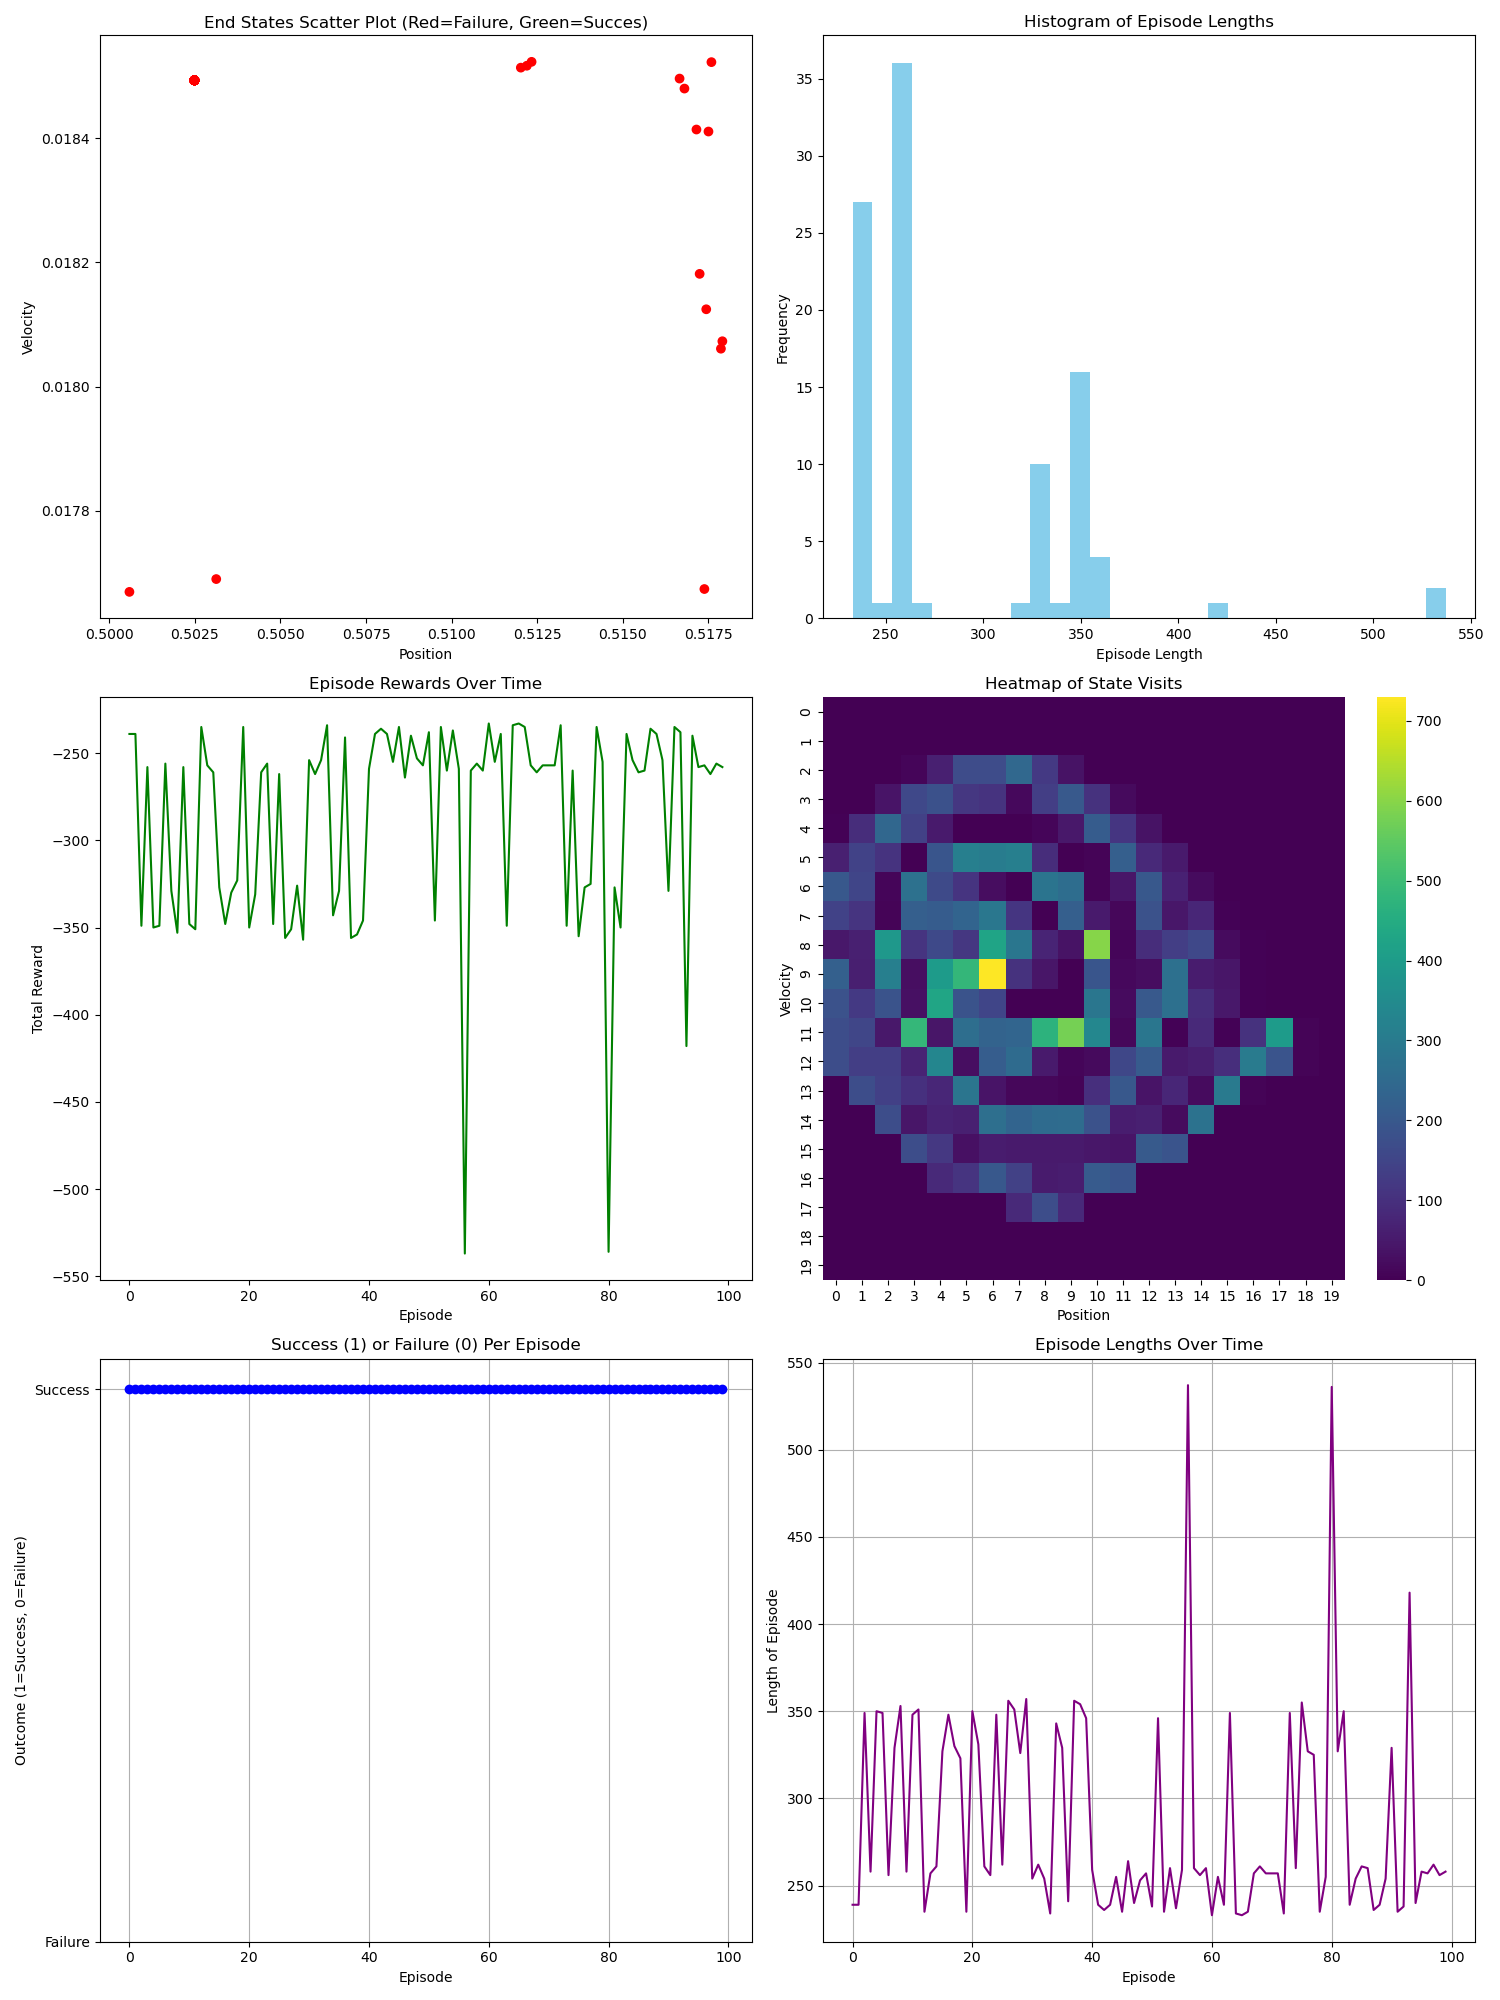 End States Scatter Plot (Red=Failure, Green=Succes)
0.0184
0.0182
0.0180
0.0178
Velocity
0.5000 0.5025 0.5050 0.5075 0.5100 0.5125 0.5150 0.5175
Position
Histogram of Episode Lengths
35
30
25
20
15
10
5
0
Frequency
250 300 350 400 450 500 550
Episode Length
Episode Rewards Over Time
−250
−300
−350
−400
−450
−500
−550
Total Reward
0 20 40 60 80 100
Episode
Heatmap of State Visits
0
1
2
3
4
5
6
7
8
9
10
11
12
13
14
15
16
17
18
19
Velocity
0 1 2 3 4 5 6 7 8 9 10 11 12 13 14 15 16 17 18 19
Position
700
600
500
400
300
200
100
0
Success (1) or Failure (0) Per Episode
Success
Failure
Outcome (1=Success, 0=Failure)
0 20 40 60 80 100
Episode
Episode Lengths Over Time
550
500
450
400
350
300
250
Length of Episode
0 20 40 60 80 100
Episode